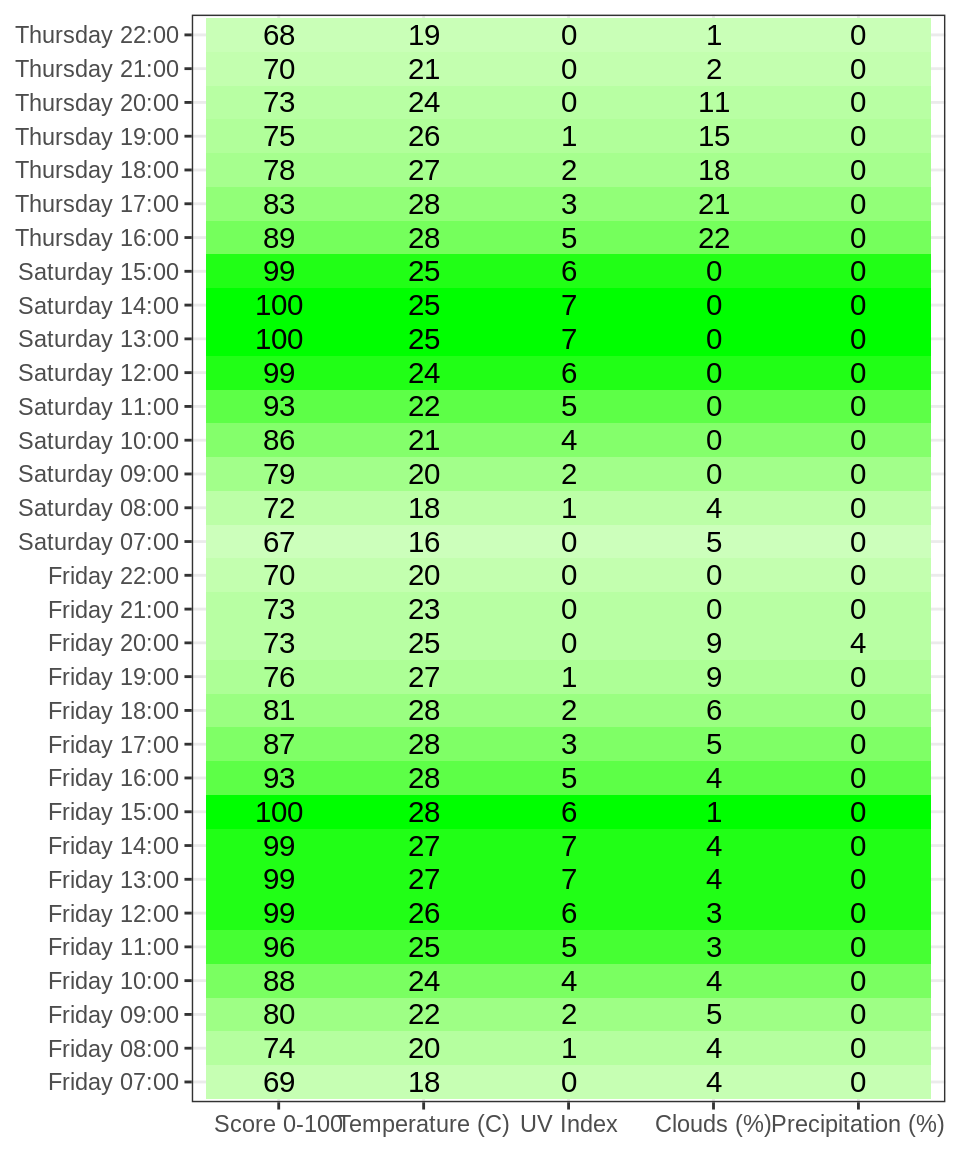 Thursday 22:00 68 19 0 1 0
Thursday 21:00 70 21 0 2 0
Thursday 20:00 73 24 0 11 0
Thursday 19:00 75 26 1 15 0
Thursday 18:00 78 27 2 18 0
Thursday 17:00 83 28 3 21 0
Thursday 16:00 89 28 5 22 0
Saturday 15:00 99 25 6 0 0
Saturday 14:00 100 25 7 0 0
Saturday 13:00 100 25 7 0 0
Saturday 12:00 99 24 6 0 0
Saturday 11:00 93 22 5 0 0
Saturday 10:00 86 21 4 0 0
Saturday 09:00 79 20 2 0 0
Saturday 08:00 72 18 1 4 0
Saturday 07:00 67 16 0 5 0
Friday 22:00 70 20 0 0 0
Friday 21:00 73 23 0 0 0
Friday 20:00 73 25 0 9 4
Friday 19:00 76 27 1 9 0
Friday 18:00 81 28 2 6 0
Friday 17:00 87 28 3 5 0
Friday 16:00 93 28 5 4 0
Friday 15:00 100 28 6 1 0
Friday 14:00 99 27 7 4 0
Friday 13:00 99 27 7 4 0
Friday 12:00 99 26 6 3 0
Friday 11:00 96 25 5 3 0
Friday 10:00 88 24 4 4 0
Friday 09:00 80 22 2 5 0
Friday 08:00 74 20 1 4 0
Friday 07:00 69 18 0 4 0
Score 0-100 Temperature (C) UV Index Clouds (%) Precipitation (%)